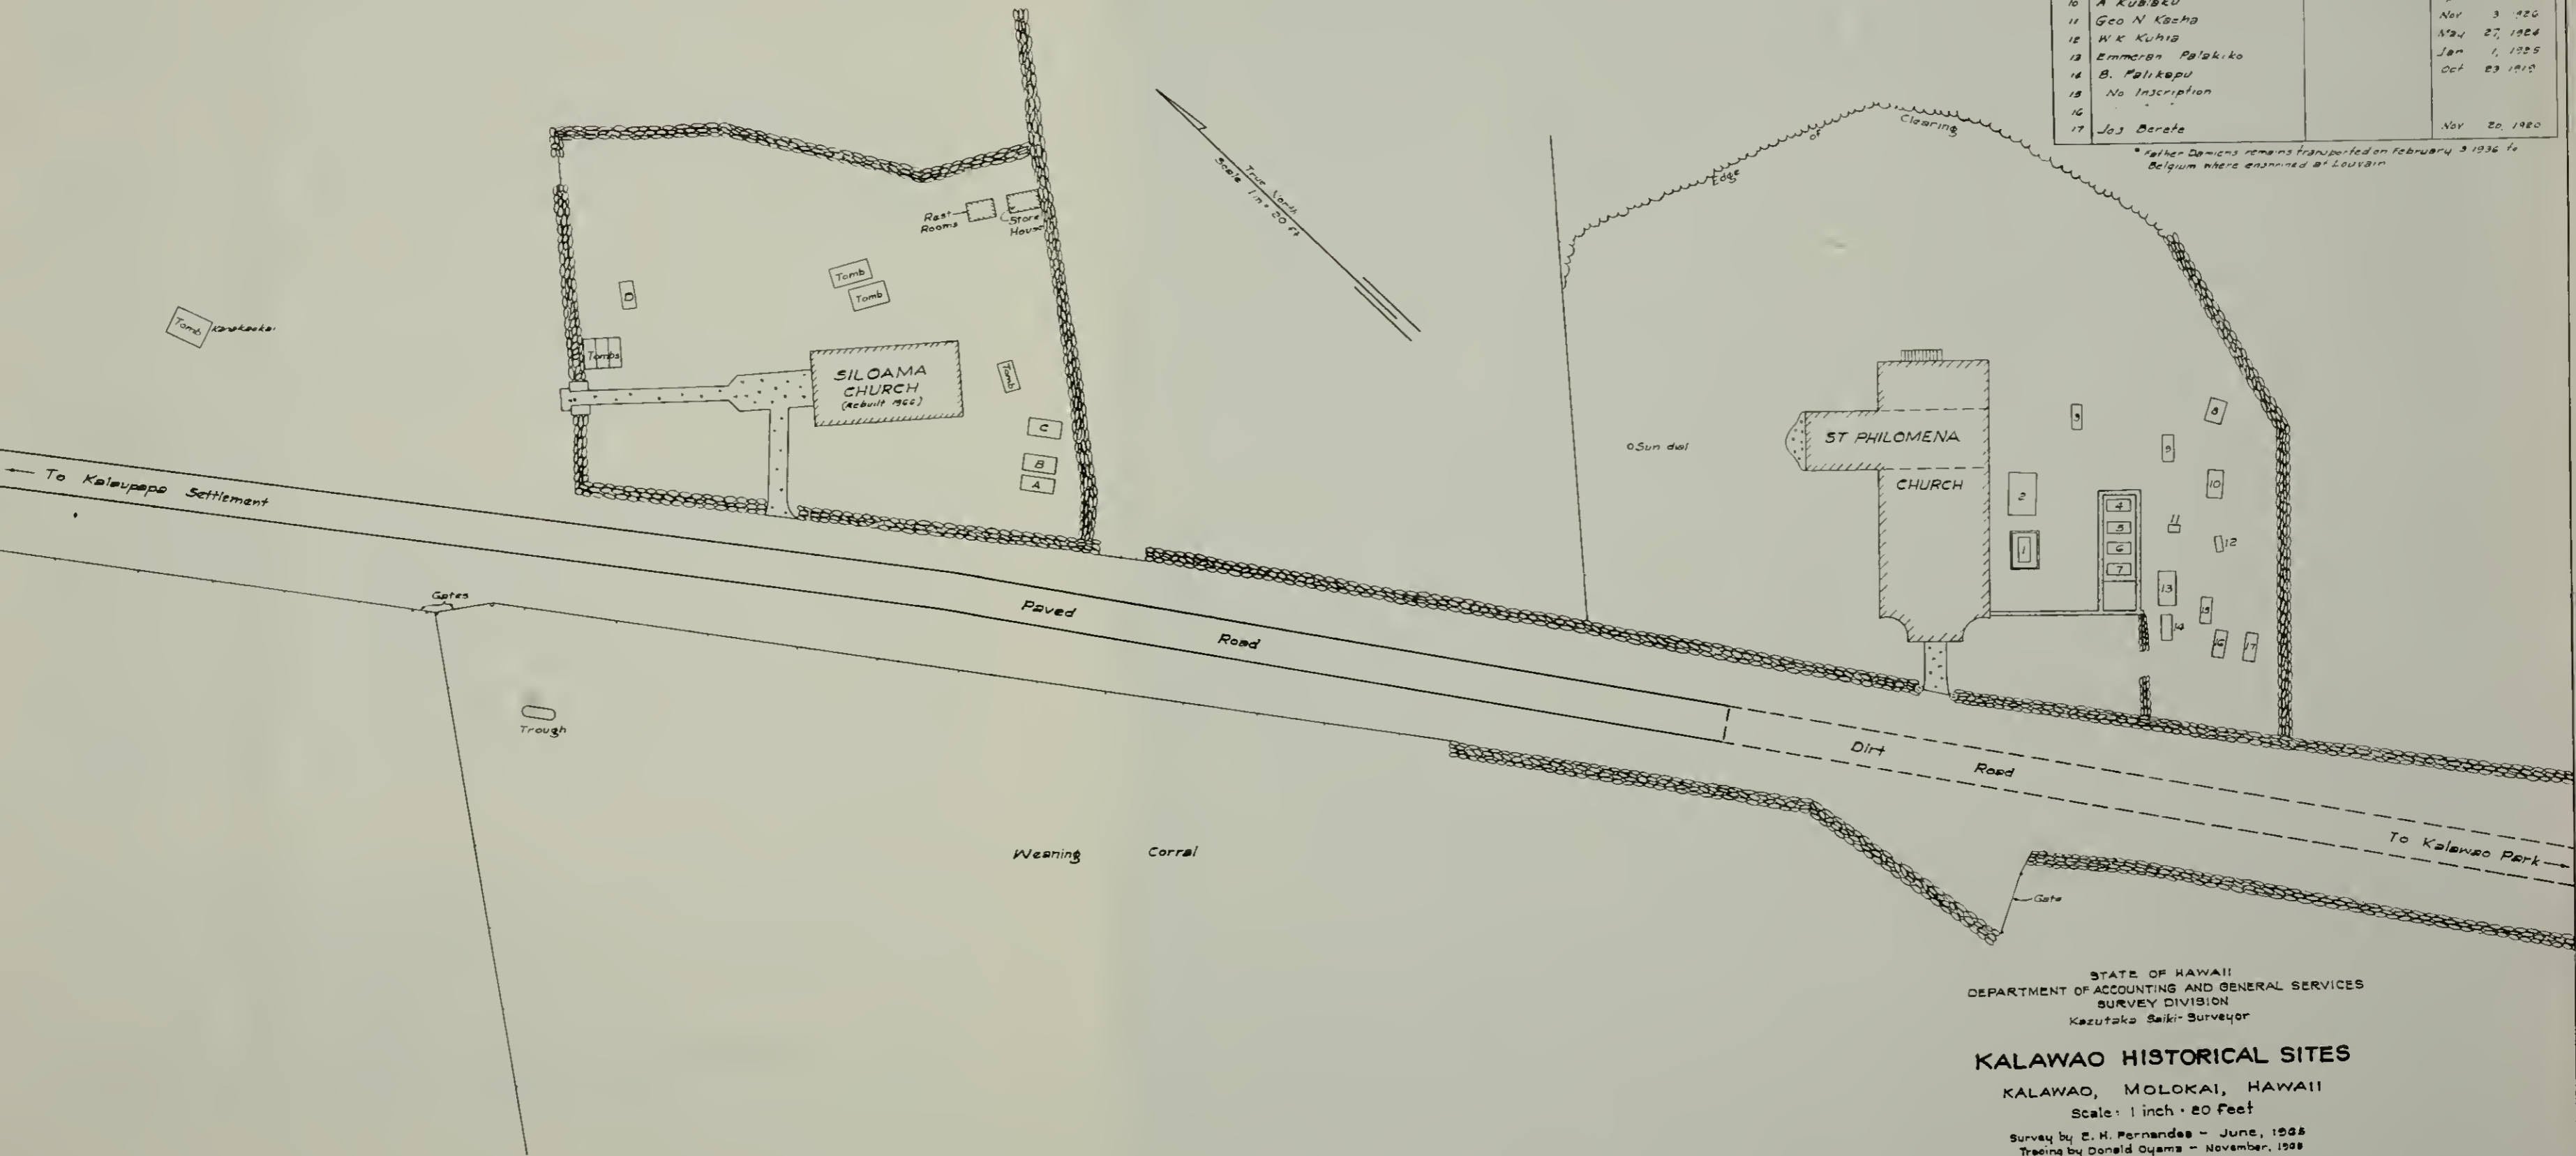 10 A Kualaku
11 Geo N Kaeha Nov 3 1926
12 W K Kuhia May 27, 1924
13 Emmeran Palakiko Jan 1, 1925
14 B. Palikapu Oct 23 1919
15 No Inscription
16 " "
17 Jos Berete Nov 20, 1920
* Father Damiens remains transported on February 3 1936 to
Belgium where enshrined at Louvain
Edge of Clearing
True North
Scale 1 in = 20 ft
Rest
Rooms
Store
House
Tomb
Tomb
D
Tomb Kanakaokai
Tombs
SILOAMA
CHURCH
(Rebuilt 1966)
Tomb
C
B
A
Sun dial
ST PHILOMENA
CHURCH
3
8
9
10
2
1
4
5
6
7
11
12
13
14
15
16
17
← To Kalaupapa Settlement
Gates
Paved Road
Trough
Dirt Road
To Kalawao Park →
Weaning Corral
Gate
STATE OF HAWAII
DEPARTMENT OF ACCOUNTING AND GENERAL SERVICES
SURVEY DIVISION
Kazutaka Saiki - Surveyor
KALAWAO HISTORICAL SITES
KALAWAO, MOLOKAI, HAWAII
Scale: 1 inch = 20 feet
Survey by E. H. Fernandes - June,
Tracing by Donald Oyama - November,